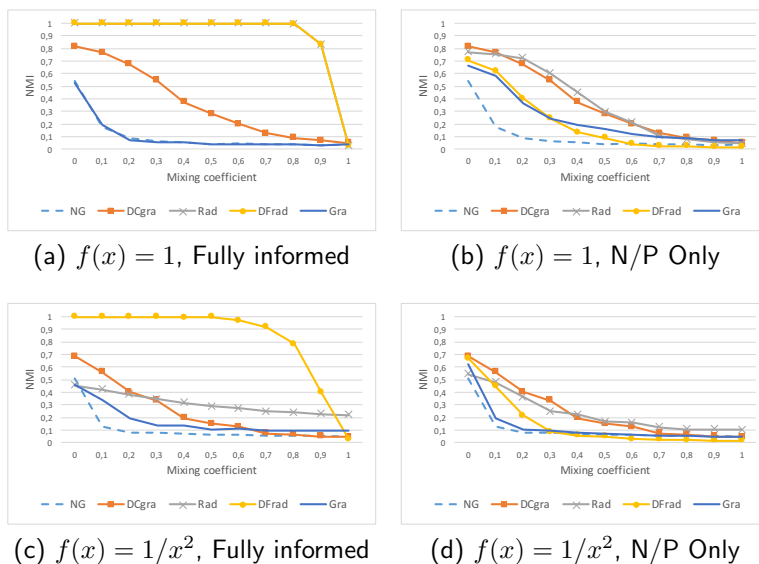 1
0,9
0,8
0,7
0,6
0,5
0,4
0,3
0,2
0,1
0
NMI
0 0,1 0,2 0,3 0,4 0,5 0,6 0,7 0,8 0,9 1
Mixing coefficient
NG DCgra Rad DFrad Gra
(a) f(x) = 1, Fully informed
1
0,9
0,8
0,7
0,6
0,5
0,4
0,3
0,2
0,1
0
NMI
0 0,1 0,2 0,3 0,4 0,5 0,6 0,7 0,8 0,9 1
Mixing coefficient
NG DCgra Rad DFrad Gra
(b) f(x) = 1, N/P Only
1
0,9
0,8
0,7
0,6
0,5
0,4
0,3
0,2
0,1
0
NMI
0 0,1 0,2 0,3 0,4 0,5 0,6 0,7 0,8 0,9 1
Mixing coefficient
NG DCgra Rad DFrad Gra
(c) f(x) = 1/x², Fully informed
1
0,9
0,8
0,7
0,6
0,5
0,4
0,3
0,2
0,1
0
NMI
0 0,1 0,2 0,3 0,4 0,5 0,6 0,7 0,8 0,9 1
Mixing coefficient
NG DCgra Rad DFrad Gra
(d) f(x) = 1/x², N/P Only